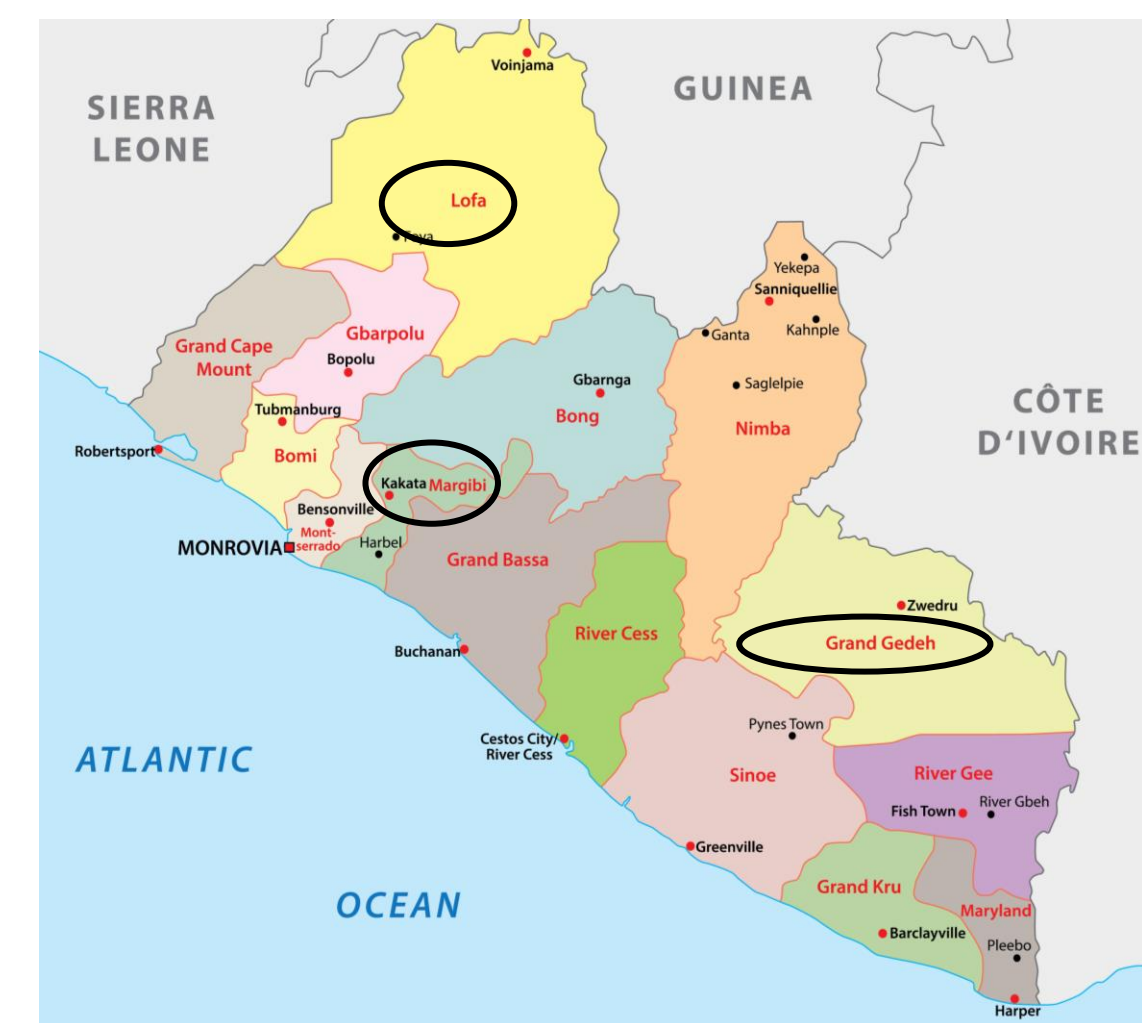 Voinjama
GUINEA
SIERRA
LEONE
Lofa
Foya
Yekepa
Sanniquellie
Kahnple
Ganta
Gbarpolu
Grand Cape
Mount
Bopolu
Gbarnga
Saglelpie
CÔTE
D'IVOIRE
Tubmanburg
Bong
Nimba
Robertsport
Bomi
Kakata
Margibi
Bensonville
Mont-
serrado
MONROVIA
Harbel
Grand Bassa
Zwedru
River Cess
Grand Gedeh
Buchanan
Pynes Town
Cestos City/
River Cess
ATLANTIC
Sinoe
River Gee
River Gbeh
Fish Town
Greenville
Grand Kru
OCEAN
Maryland
Barclayville
Pleebo
Harper